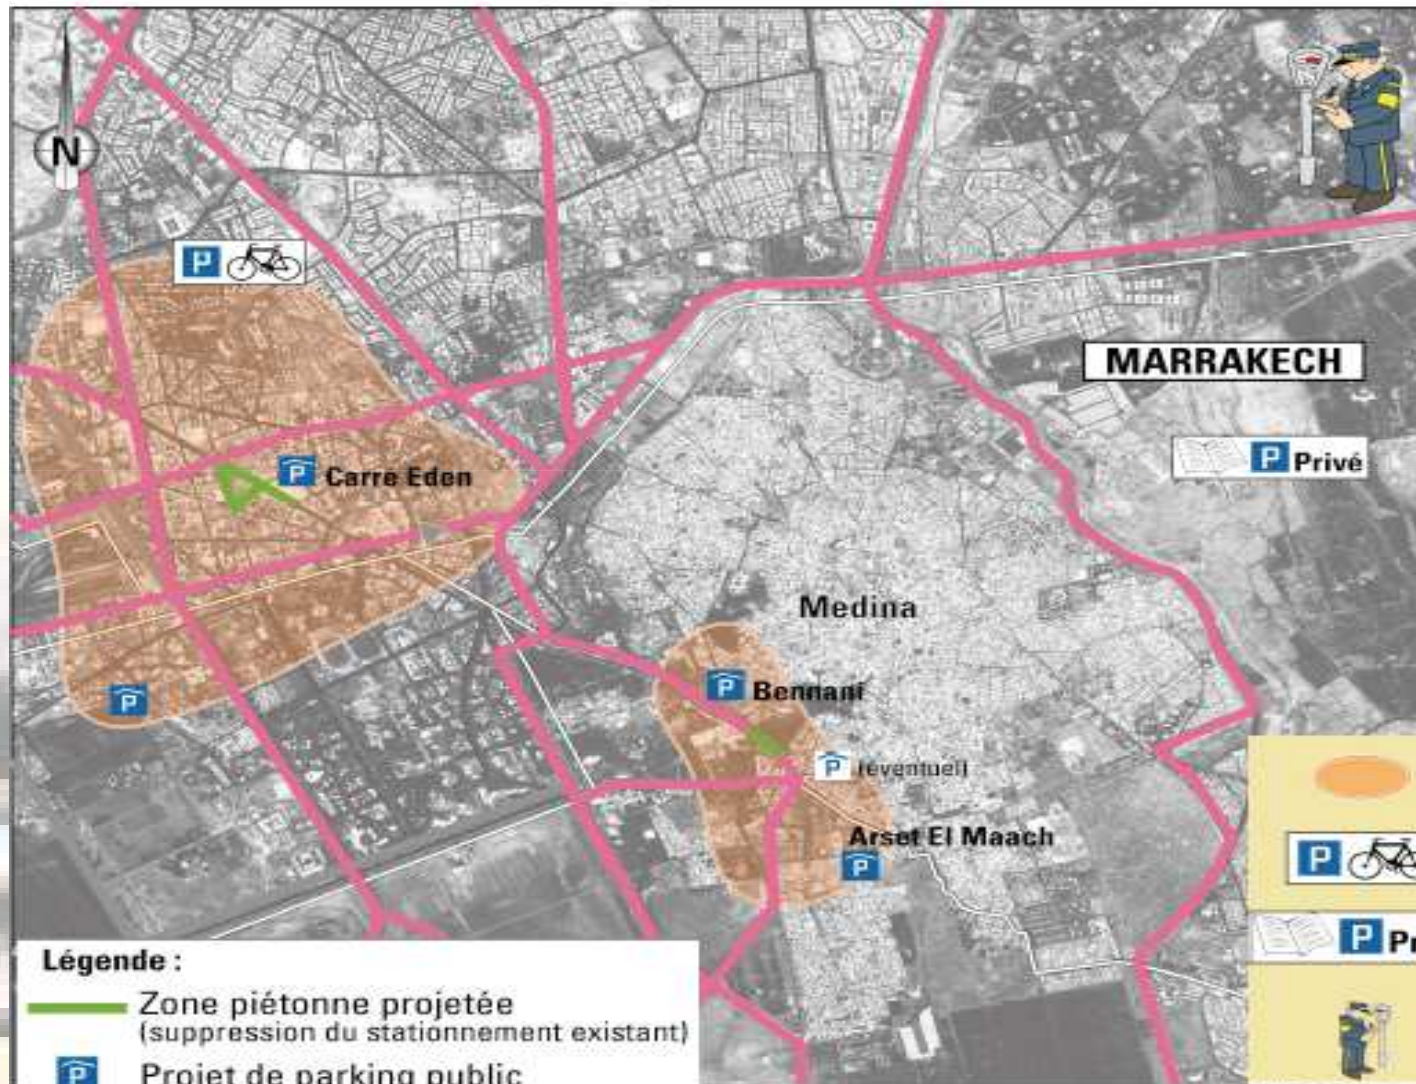 N
P
MARRAKECH
P Privé
P Carre Eden
Medina
P Bennani
P
P (éventuel)
Arset El Maach
P
P
P
Légende :
Zone piétonne projetée
(suppression du stationnement existant)
P Projet de parking public